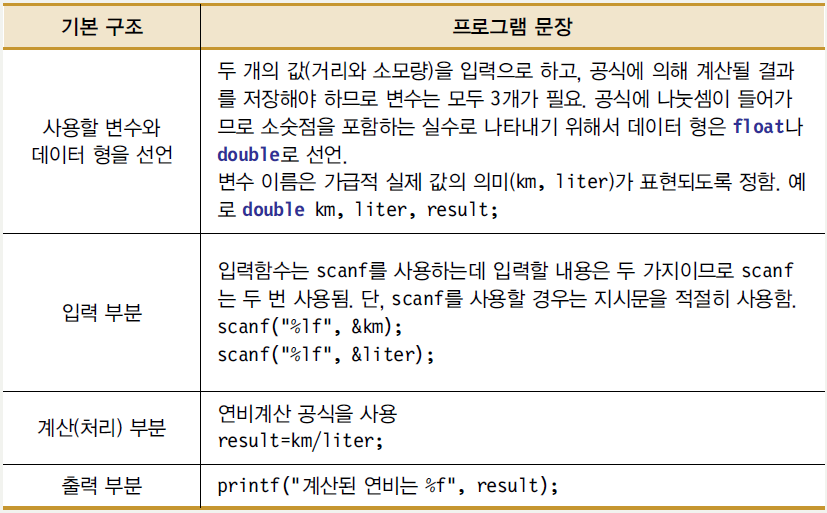 기본 구조
프로그램 문장
사용할 변수와
데이터 형을 선언
두 개의 값(거리와 소모량)을 입력으로 하고, 공식에 의해 계산될 결과
를 저장해야 하므로 변수는 모두 3개가 필요. 공식에 나눗셈이 들어가
므로 소숫점을 포함하는 실수로 나타내기 위해서 데이터 형은 float나
double로 선언.
변수 이름은 가급적 실제 값의 의미(km, liter)가 표현되도록 정함. 예
로 double km, liter, result;
입력 부분
입력함수는 scanf를 사용하는데 입력할 내용은 두 가지이므로 scanf
는 두 번 사용됨. 단, scanf를 사용할 경우는 지시문을 적절히 사용함.
scanf("%lf", &km);
scanf("%lf", &liter);
계산(처리) 부분
연비계산 공식을 사용
result=km/liter;
출력 부분
printf("계산된 연비는 %f", result);